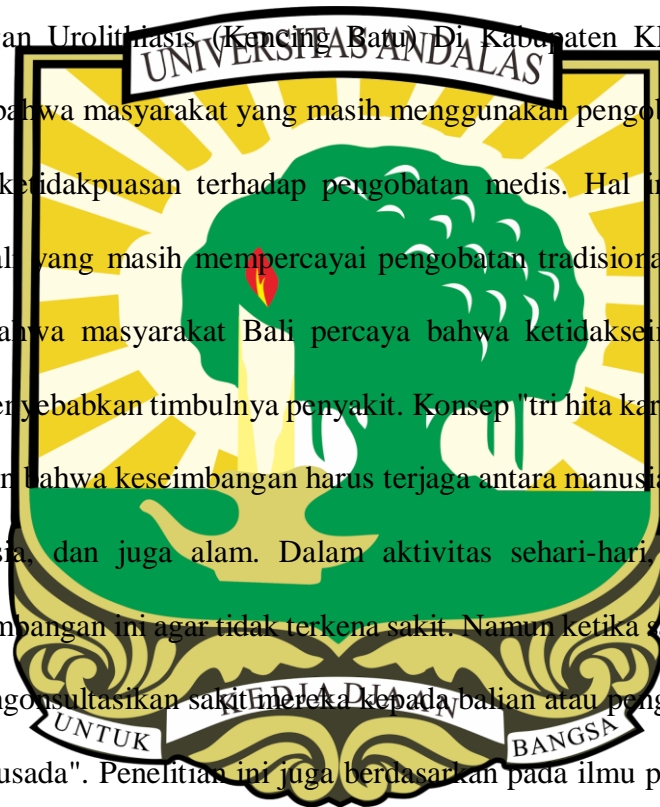 an Urolithiasis (Kencing Batu) Di Kabupaten Kl
UNIVERSITAS ANDALAS
bahwa masyarakat yang masih menggunakan pengob
ketidakpuasan terhadap pengobatan medis. Hal i
ali yang masih mempercayai pengobatan tradisiona
bahwa masyarakat Bali percaya bahwa ketidaksei
enyebabkan timbulnya penyakit. Konsep "tri hita kar
n bahwa keseimbangan harus terjaga antara manusia
sia, dan juga alam. Dalam aktivitas sehari-hari,
mbangan ini agar tidak terkena sakit. Namun ketika s
ngonsultasikan sakit mereka kepada balian atau peng
UNTUK KEDJADJAAN BANGSA
usada". Penelitian ini juga berdasarkan pada ilmu p